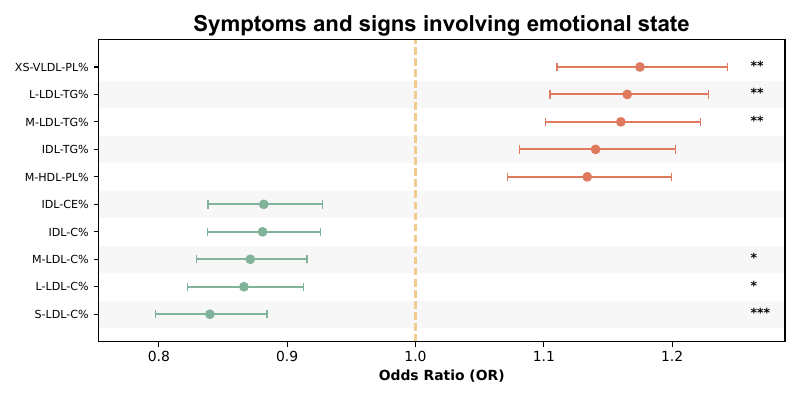 Symptoms and signs involving emotional state
XS-VLDL-PL% **
L-LDL-TG% **
M-LDL-TG% **
IDL-TG%
M-HDL-PL%
IDL-CE%
IDL-C%
M-LDL-C% *
L-LDL-C% *
S-LDL-C% ***
0.8 0.9 1.0 1.1 1.2
Odds Ratio (OR)